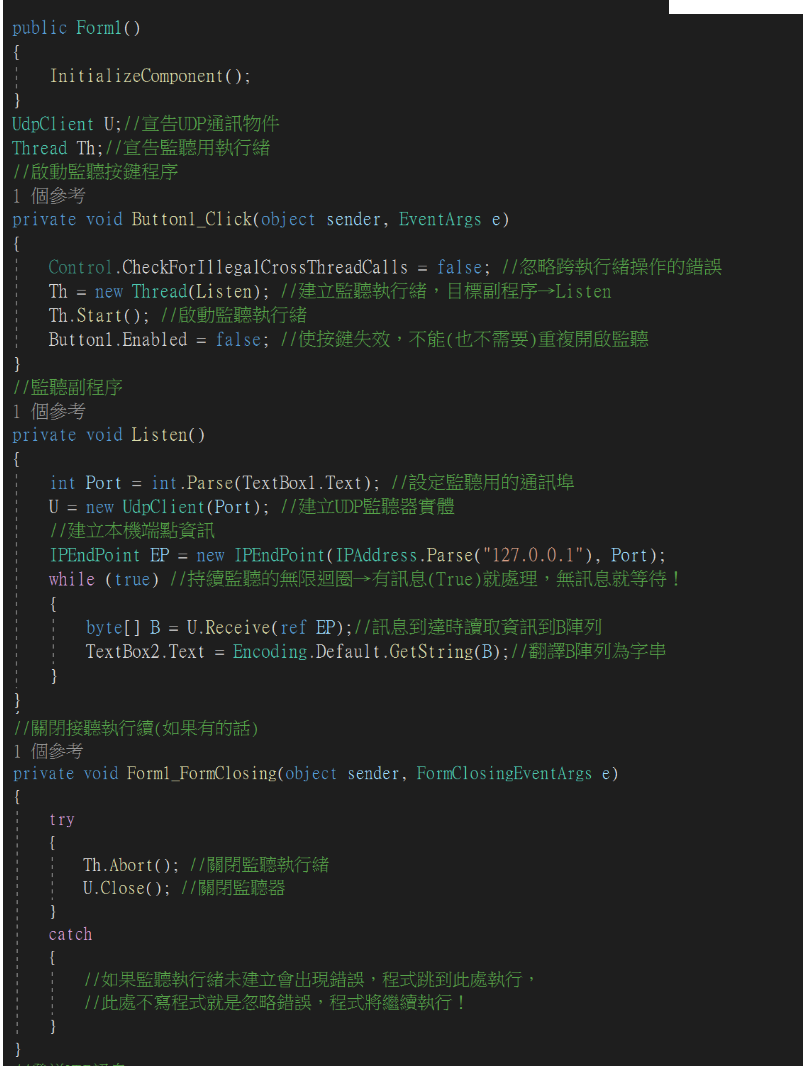 public Form1()
{
InitializeComponent();
}
UdpClient U;//宣告UDP通訊物件
Thread Th;//宣告監聽用執行緒
//啟動監聽按鍵程序
1 個參考
private void Button1_Click(object sender, EventArgs e)
{
Control.CheckForIllegalCrossThreadCalls = false; //忽略跨執行緒操作的錯誤
Th = new Thread(Listen); //建立監聽執行緒，目標副程序→Listen
Th.Start(); //啟動監聽執行緒
Button1.Enabled = false; //使按鍵失效，不能(也不需要)重複開啟監聽
}
//監聽副程序
1 個參考
private void Listen()
{
int Port = int.Parse(TextBox1.Text); //設定監聽用的通訊埠
U = new UdpClient(Port); //建立UDP監聽器實體
//建立本機端點資訊
IPEndPoint EP = new IPEndPoint(IPAddress.Parse("127.0.0.1"), Port);
while (true) //持續監聽的無限迴圈→有訊息(True)就處理，無訊息就等待！
{
byte[] B = U.Receive(ref EP);//訊息到達時讀取資訊到B陣列
TextBox2.Text = Encoding.Default.GetString(B);//翻譯B陣列為字串
}
}
//關閉接聽執行續(如果有的話)
1 個參考
private void Form1_FormClosing(object sender, FormClosingEventArgs e)
{
try
{
Th.Abort(); //關閉監聽執行緒
U.Close(); //關閉監聽器
}
catch
{
//如果監聽執行緒未建立會出現錯誤，程式跳到此處執行，
//此處不寫程式就是忽略錯誤，程式將繼續執行！
}
}